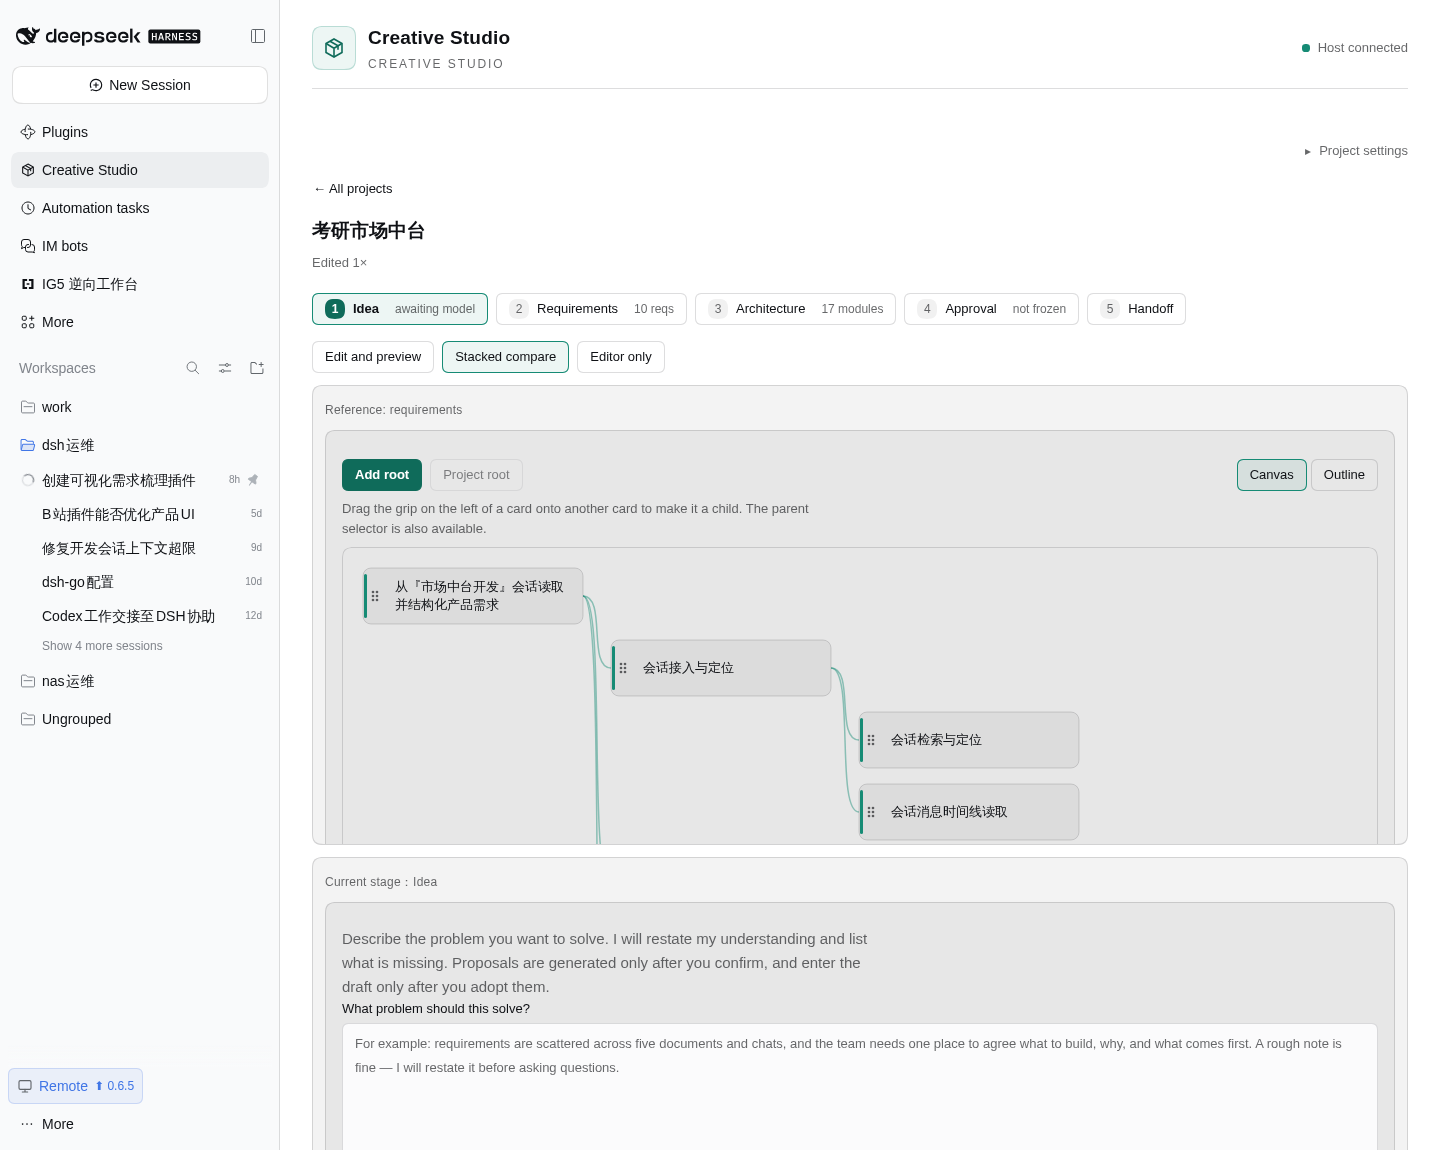 deepseek HARNESS
New Session
Plugins
Creative Studio
Automation tasks
IM bots
IG5 逆向工作台
More
Workspaces
work
dsh运维
创建可视化需求梳理插件 8h
B站插件能否优化产品UI 5d
修复开发会话上下文超限 9d
dsh-go配置 10d
Codex工作交接至DSH协助 12d
Show 4 more sessions
nas运维
Ungrouped
Remote ⬆ 0.6.5
More
Creative Studio
CREATIVE STUDIO
Host connected
▸ Project settings
← All projects
考研市场中台
Edited 1×
1 Idea awaiting model
2 Requirements 10 reqs
3 Architecture 17 modules
4 Approval not frozen
5 Handoff
Edit and preview
Stacked compare
Editor only
Reference: requirements
Add root
Project root
Canvas
Outline
Drag the grip on the left of a card onto another card to make it a child. The parent
selector is also available.
从『市场中台开发』会话读取
并结构化产品需求
会话接入与定位
会话检索与定位
会话消息时间线读取
Current stage：Idea
Describe the problem you want to solve. I will restate my understanding and list
what is missing. Proposals are generated only after you confirm, and enter the
draft only after you adopt them.
What problem should this solve?
For example: requirements are scattered across five documents and chats, and the team needs one place to agree what to build, why, and what comes first. A rough note is
fine — I will restate it before asking questions.